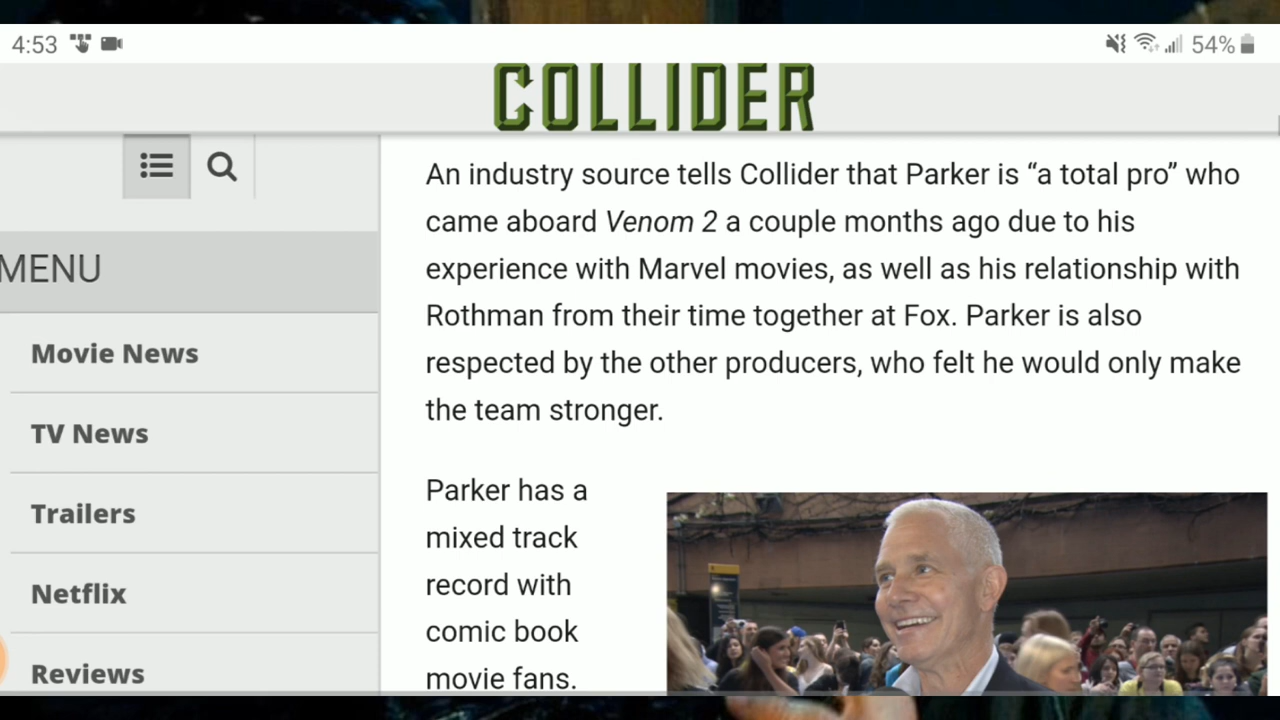 4:53
54%
COLLIDER
MENU
Movie News
TV News
Trailers
Netflix
Reviews
An industry source tells Collider that Parker is “a total pro” who
came aboard Venom 2 a couple months ago due to his
experience with Marvel movies, as well as his relationship with
Rothman from their time together at Fox. Parker is also
respected by the other producers, who felt he would only make
the team stronger.
Parker has a
mixed track
record with
comic book
movie fans.